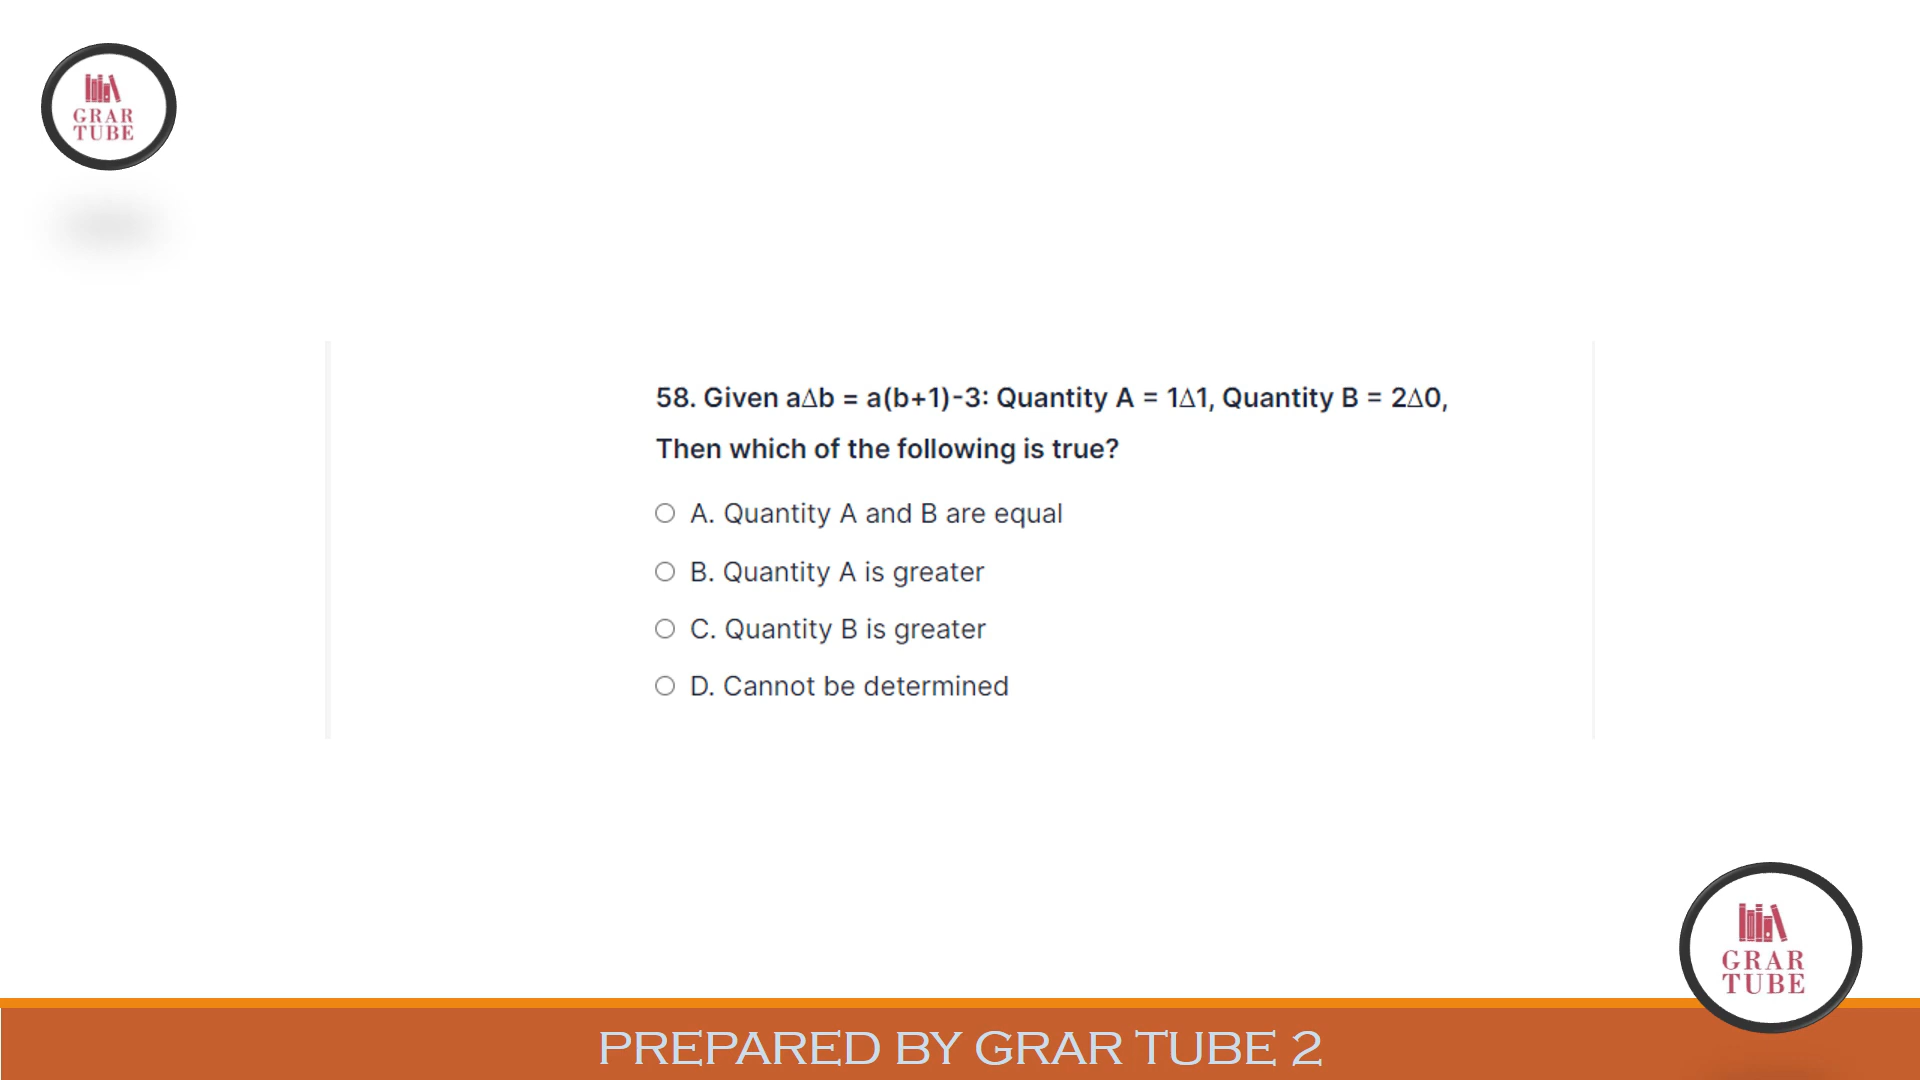 GRAR
TUBE
58. Given a∆b = a(b+1)-3: Quantity A = 1∆1, Quantity B = 2∆0,
Then which of the following is true?
A. Quantity A and B are equal
B. Quantity A is greater
C. Quantity B is greater
D. Cannot be determined
GRAR
TUBE
PREPARED BY GRAR TUBE 2